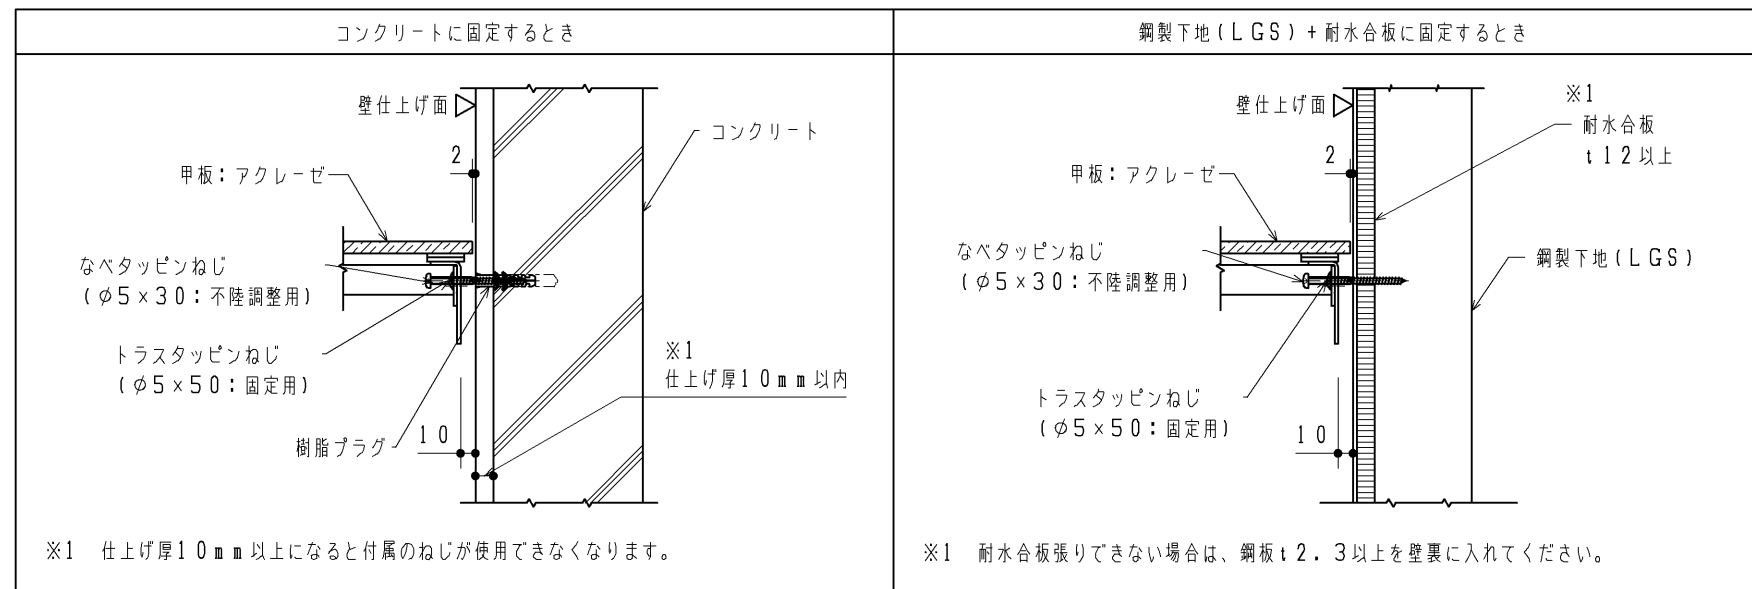 コンクリートに固定するとき
壁仕上げ面
コンクリート
2
甲板：アクレーゼ
なべタッピンねじ
（φ5×30：不陸調整用）
トラスタッピンねじ
（φ5×50：固定用）
※1
仕上げ厚10mm以内
樹脂プラグ
10
※1　仕上げ厚10mm以上になると付属のねじが使用できなくなります。
鋼製下地（LGS）+耐水合板に固定するとき
壁仕上げ面
※1
耐水合板
t12以上
2
甲板：アクレーゼ
なべタッピンねじ
（φ5×30：不陸調整用）
鋼製下地（LGS）
トラスタッピンねじ
（φ5×50：固定用）
10
※1　耐水合板張りできない場合は、鋼板t2.3以上を壁裏に入れてください。